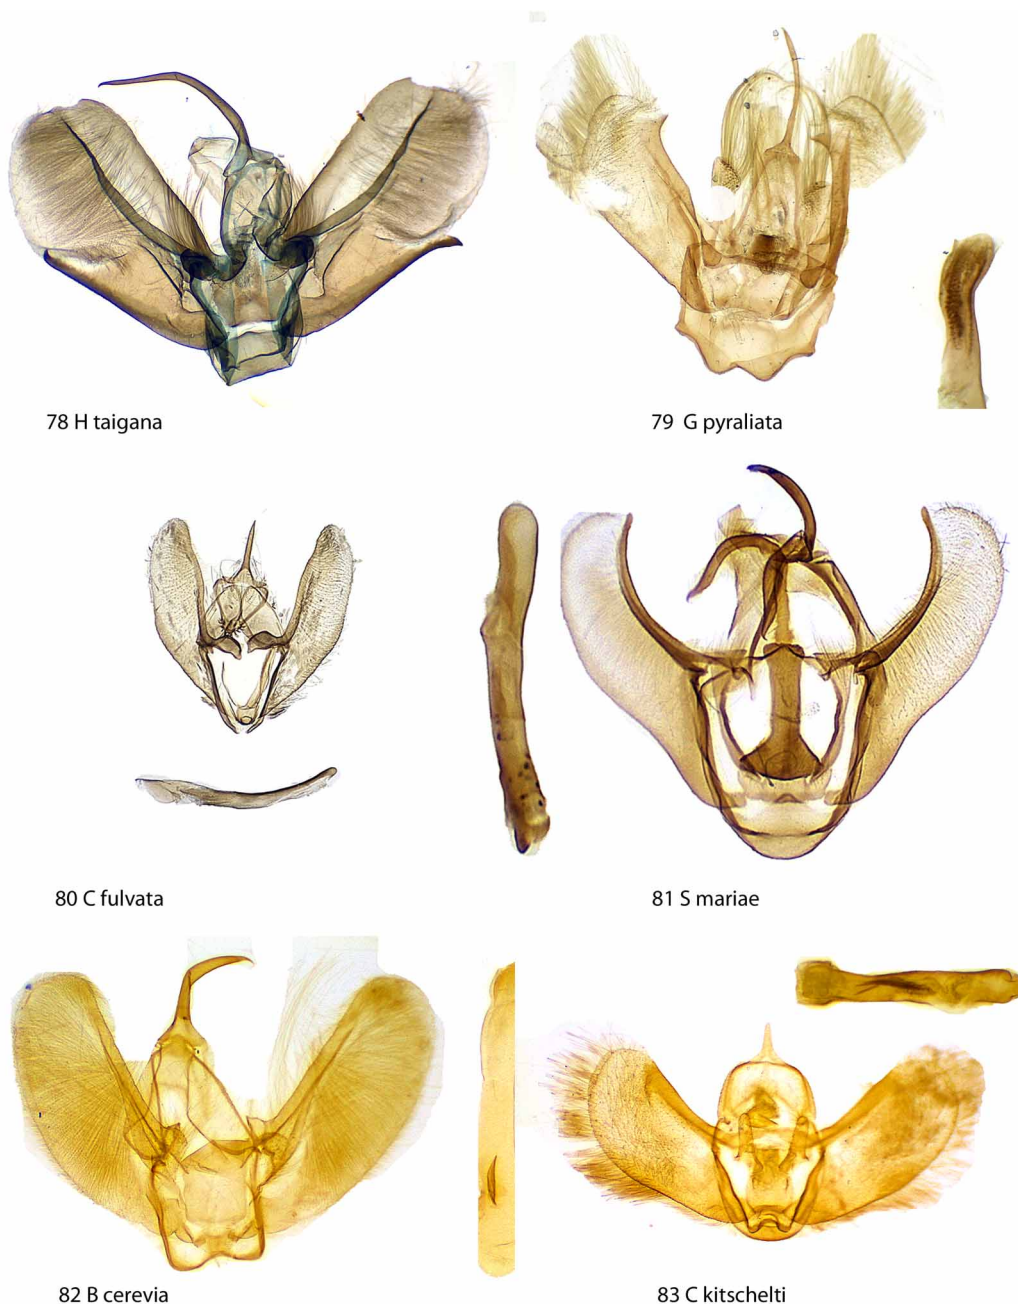 78 H taigana
79 G pyraliata
80 C fulvata
81 S mariae
82 B cerevia
83 C kitschelti